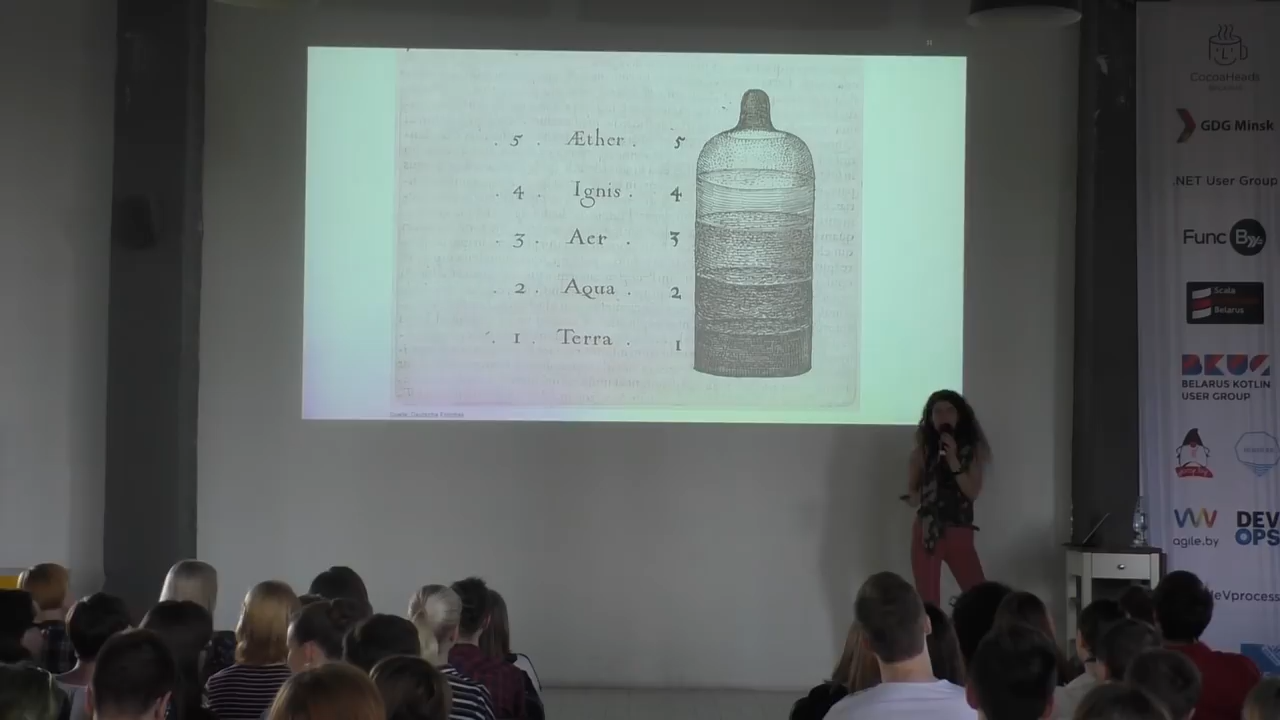 . 5 . Æther . 5
. 4 . Ignis . 4
. 3 . Aer . 3
. 2 . Aqua . 2
. 1 . Terra . 1
CocoaHeads
GDG Minsk
.NET User Group
Func By
Scala
Belarus
BKUG
BELARUS KOTLIN
USER GROUP
agile.by
DEV
OPS